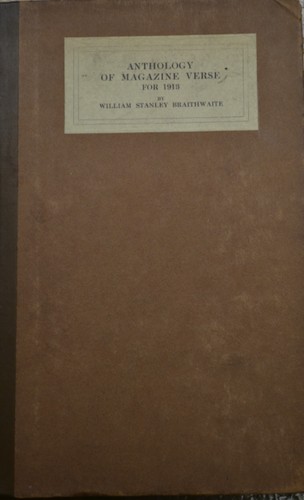 ANTHOLOGY
OF MAGAZINE VERSE
FOR 1913
BY
WILLIAM STANLEY BRAITHWAITE